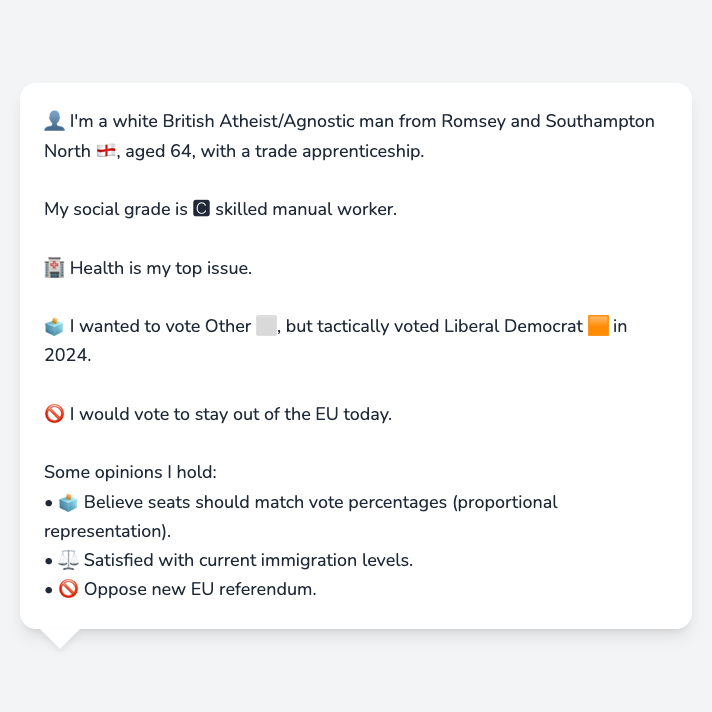 👤 I'm a white British Atheist/Agnostic man from Romsey and Southampton
North 🏴󠁧󠁢󠁥󠁮󠁧󠁿, aged 64, with a trade apprenticeship.
My social grade is 🅲 skilled manual worker.
🏥 Health is my top issue.
🗳️ I wanted to vote Other ⬜, but tactically voted Liberal Democrat 🟧 in
2024.
🚫 I would vote to stay out of the EU today.
Some opinions I hold:
• 🗳️ Believe seats should match vote percentages (proportional
representation).
• ⚖️ Satisfied with current immigration levels.
• 🚫 Oppose new EU referendum.